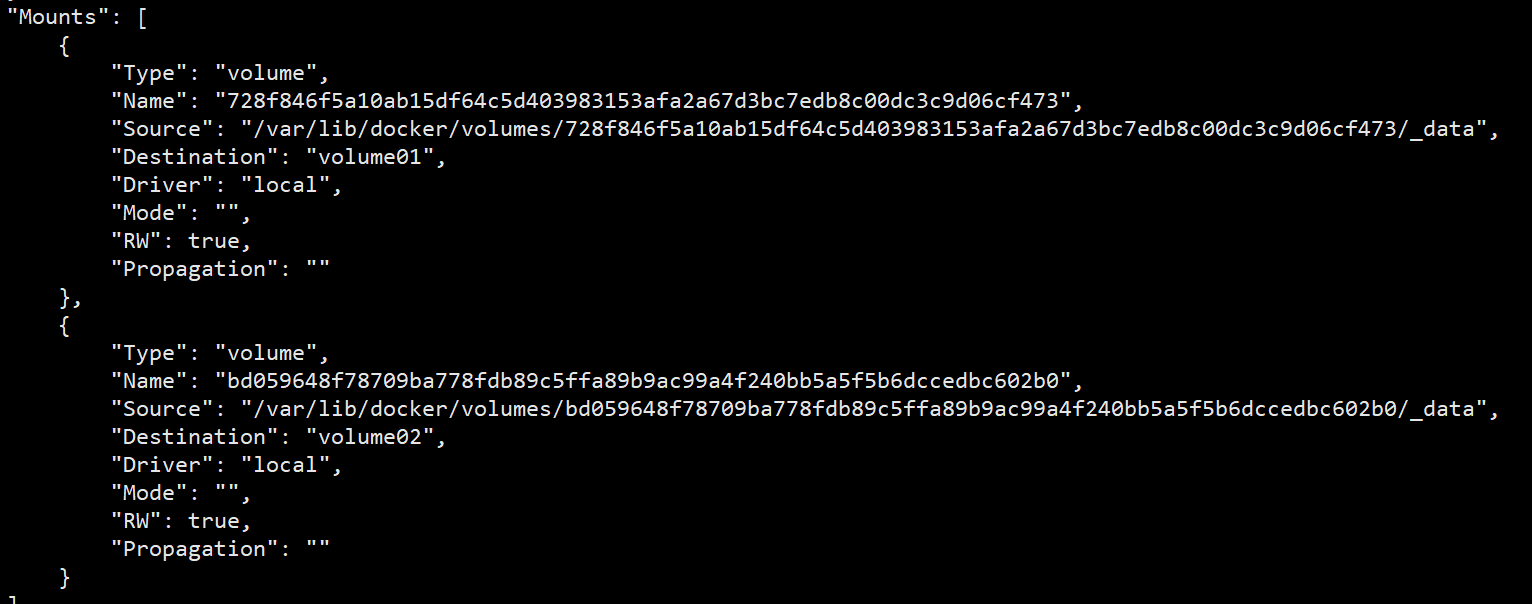 "Mounts": [
{
"Type": "volume",
"Name": "728f846f5a10ab15df64c5d403983153afa2a67d3bc7edb8c00dc3c9d06cf473",
"Source": "/var/lib/docker/volumes/728f846f5a10ab15df64c5d403983153afa2a67d3bc7edb8c00dc3c9d06cf473/_data",
"Destination": "volume01",
"Driver": "local",
"Mode": "",
"RW": true,
"Propagation": ""
},
{
"Type": "volume",
"Name": "bd059648f78709ba778fdb89c5ffa89b9ac99a4f240bb5a5f5b6dccedbc602b0",
"Source": "/var/lib/docker/volumes/bd059648f78709ba778fdb89c5ffa89b9ac99a4f240bb5a5f5b6dccedbc602b0/_data",
"Destination": "volume02",
"Driver": "local",
"Mode": "",
"RW": true,
"Propagation": ""
}
]